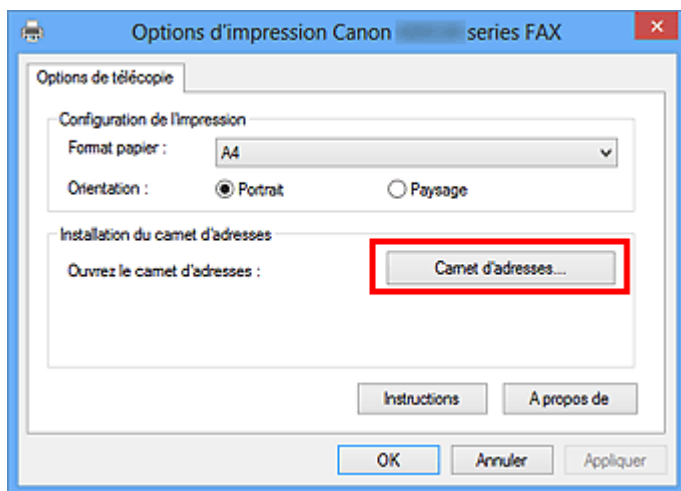 Options d'impression Canon series FAX
Options de télécopie
Configuration de l'impression
Format papier : A4
Orientation : Portrait Paysage
Installation du carnet d'adresses
Ouvrez le carnet d'adresses : Carnet d'adresses...
Instructions A propos de
OK Annuler Appliquer